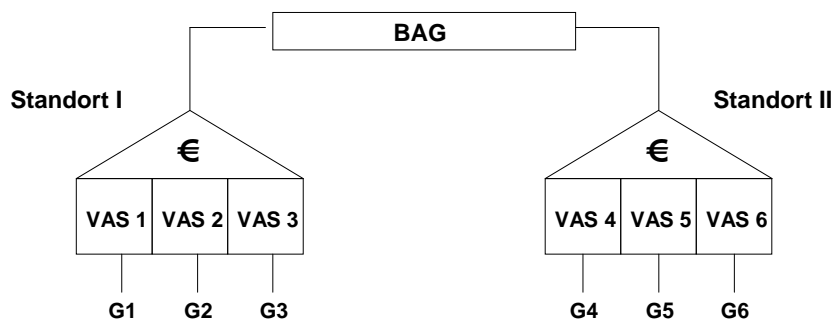 BAG
Standort I
Standort II
€
€
VAS 1 VAS 2 VAS 3
VAS 4 VAS 5 VAS 6
G1 G2 G3
G4 G5 G6